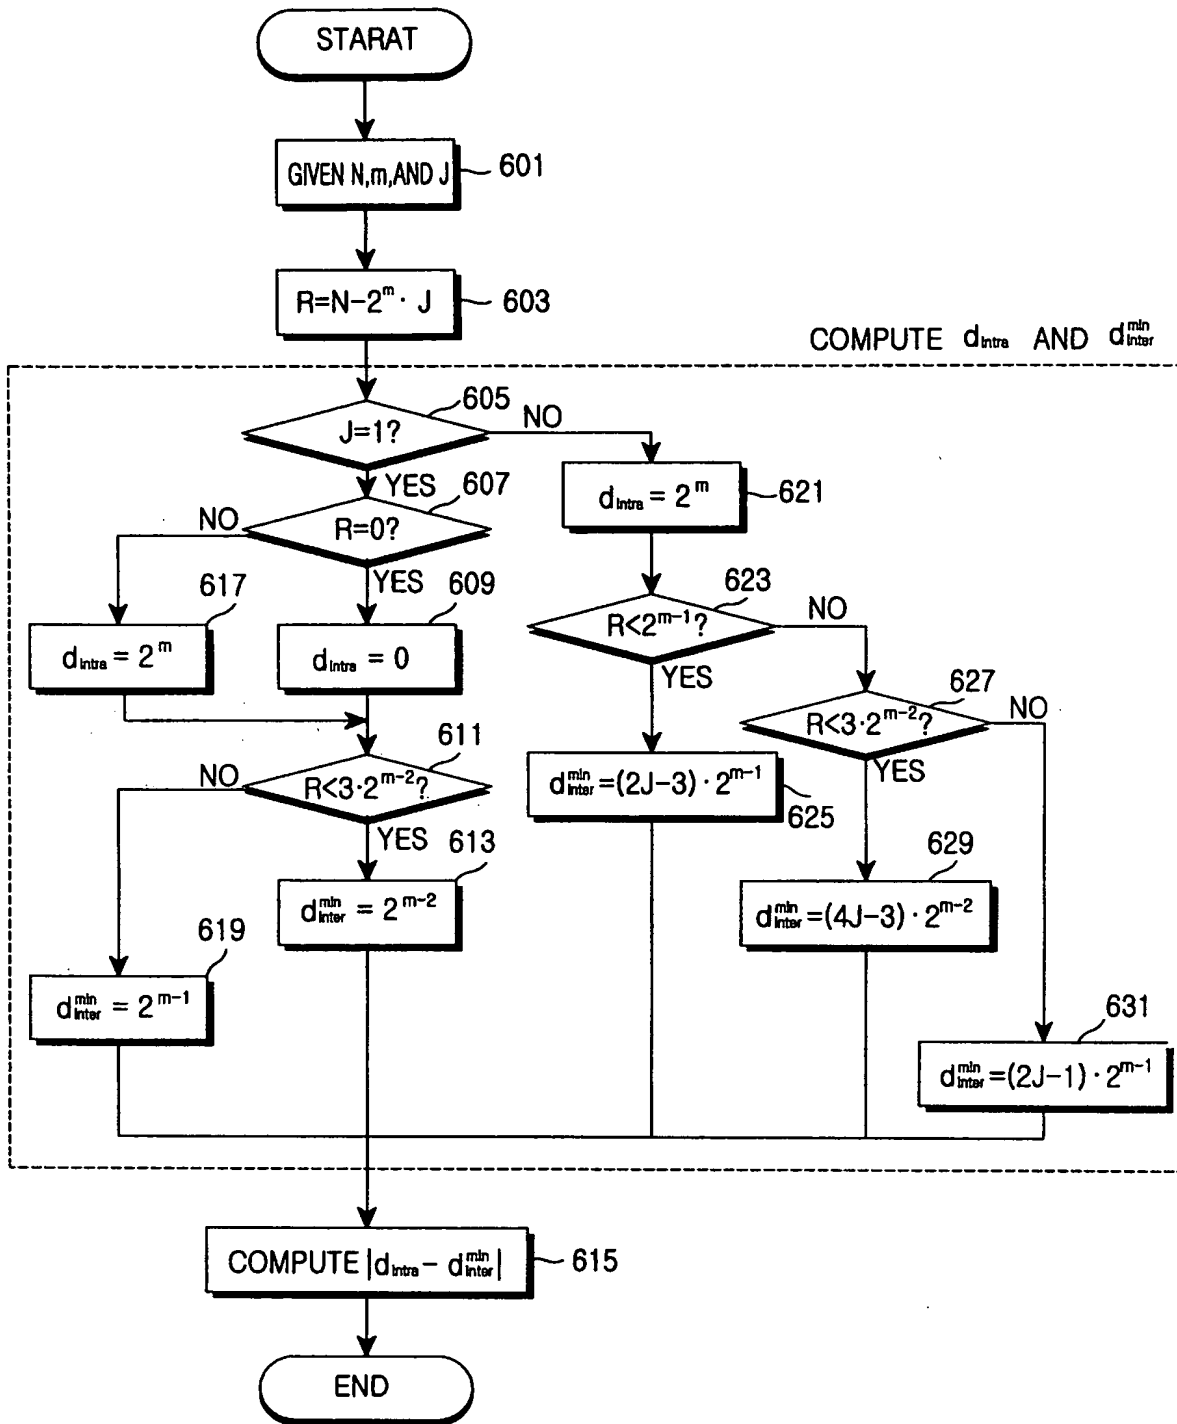 STARAT
GIVEN N,m,AND J
601
R=N−2^m · J
603
COMPUTE d_intra AND d_inter^min
605
J=1?
NO
YES
607
d_intra = 2^m
621
NO
R=0?
YES
617
609
623
R<2^m−1?
NO
d_intra = 2^m
d_intra = 0
YES
627
R<3·2^m−2?
NO
611
NO
R<3·2^m−2?
YES
d_inter^min=(2J−3)·2^m−1
625
YES
613
629
d_inter^min = 2^m−2
d_inter^min=(4J−3)·2^m−2
619
d_inter^min = 2^m−1
631
d_inter^min=(2J−1)·2^m−1
COMPUTE |d_intra − d_inter^min|
615
END